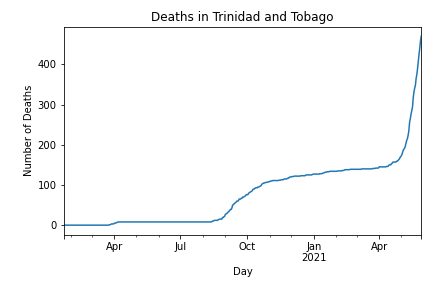 Deaths in Trinidad and Tobago
Number of Deaths
400
300
200
100
0
Apr
Jul
Oct
Jan
2021
Apr
Day